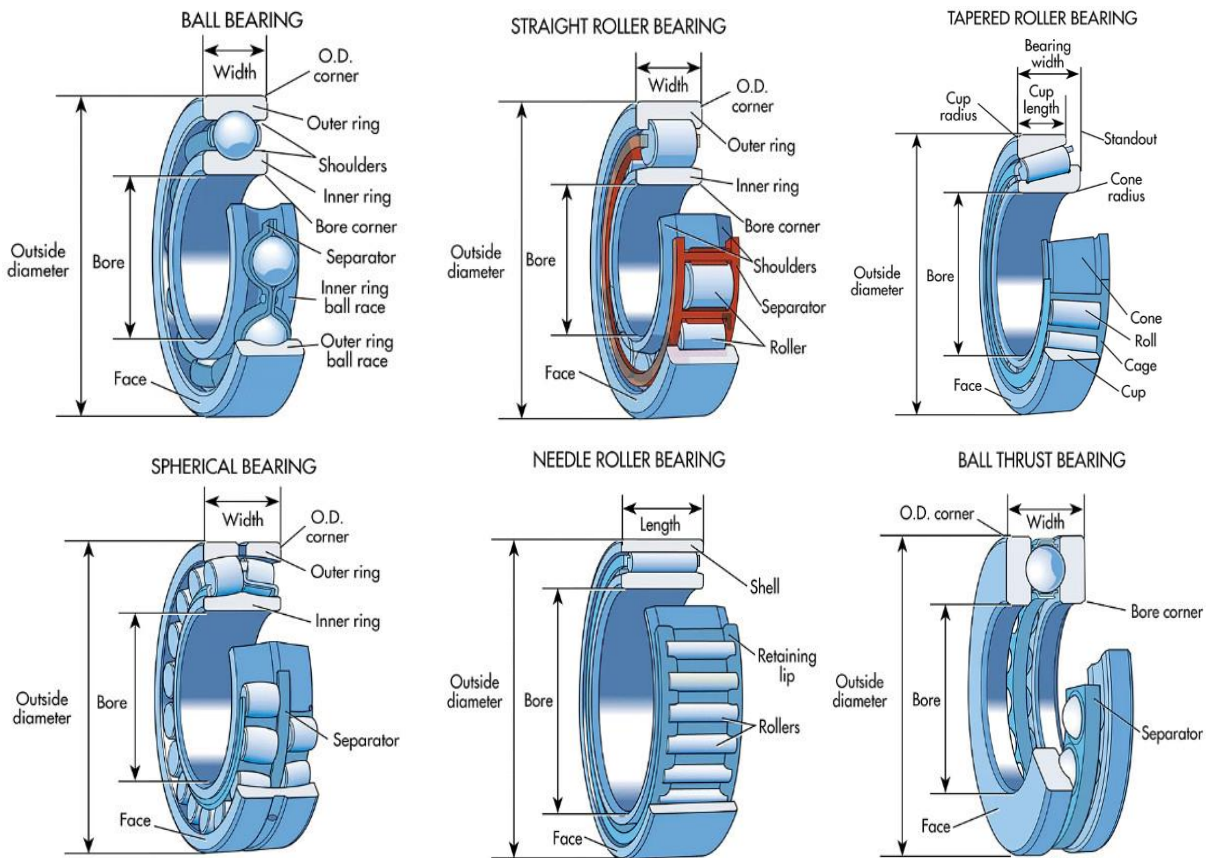 BALL BEARING
Width
O.D.
corner
Outer ring
Shoulders
Inner ring
Bore corner
Separator
Inner ring
ball race
Outer ring
ball race
Outside
diameter
Bore
Face
STRAIGHT ROLLER BEARING
Width
O.D.
corner
Outer ring
Inner ring
Bore corner
Shoulders
Separator
Roller
Outside
diameter
Bore
Face
TAPERED ROLLER BEARING
Bearing
width
Cup
length
Cup
radius
Standout
Cone
radius
Outside
diameter
Bore
Cone
Roll
Cage
Cup
Face
SPHERICAL BEARING
Width
O.D.
corner
Outer ring
Inner ring
Outside
diameter
Bore
Separator
Face
NEEDLE ROLLER BEARING
Length
Shell
Retaining
lip
Outside
diameter
Bore
Rollers
Face
BALL THRUST BEARING
O.D. corner
Width
Bore corner
Outside
diameter
Bore
Separator
Face